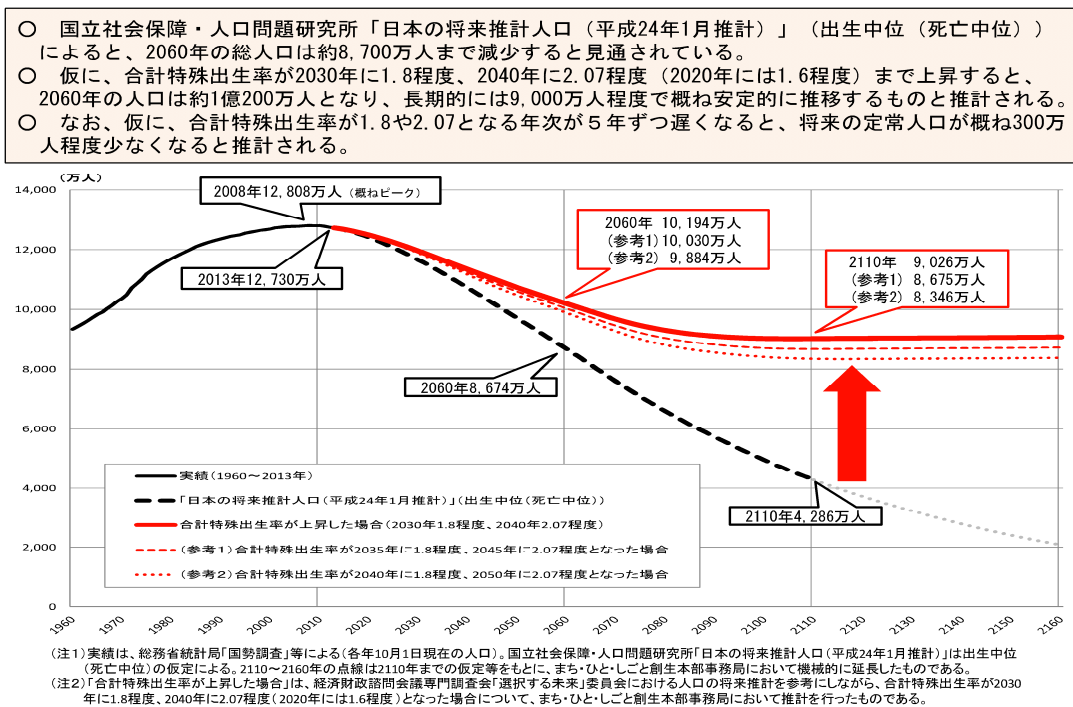 ○ 国立社会保障・人口問題研究所「日本の将来推計人口（平成24年1月推計）」（出生中位（死亡中位））
によると、2060年の総人口は約8,700万人まで減少すると見通されている。
○ 仮に、合計特殊出生率が2030年に1.8程度、2040年に2.07程度（2020年には1.6程度）まで上昇すると、
2060年の人口は約1億200万人となり、長期的には9,000万人程度で概ね安定的に推移するものと推計される。
○ なお、仮に、合計特殊出生率が1.8や2.07となる年次が５年ずつ遅くなると、将来の定常人口が概ね300万
人程度少なくなると推計される。
(万人)
14,000
12,000
10,000
8,000
6,000
4,000
2,000
0
2008年12,808万人（概ねピーク）
2013年12,730万人
2060年 10,194万人
(参考1)10,030万人
(参考2) 9,884万人
2110年 9,026万人
(参考1) 8,675万人
(参考2) 8,346万人
2060年8,674万人
2110年4,286万人
実績(1960～2013年)
「日本の将来推計人口(平成24年1月推計)」(出生中位(死亡中位))
合計特殊出生率が上昇した場合(2030年1.8程度、2040年2.07程度)
(参考1)合計特殊出生率が2035年に1.8程度、2045年に2.07程度となった場合
(参考2)合計特殊出生率が2040年に1.8程度、2050年に2.07程度となった場合
1960 1970 1980 1990 2000 2010 2020 2030 2040 2050 2060 2070 2080 2090 2100 2110 2120 2130 2140 2150 2160
(注1)実績は、総務省統計局「国勢調査」等による(各年10月1日現在の人口)。国立社会保障・人口問題研究所「日本の将来推計人口(平成24年1月推計)」は出生中位
(死亡中位)の仮定による。2110～2160年の点線は2110年までの仮定等をもとに、まち・ひと・しごと創生本部事務局において機械的に延長したものである。
(注2)「合計特殊出生率が上昇した場合」は、経済財政諮問会議専門調査会「選択する未来」委員会における人口の将来推計を参考にしながら、合計特殊出生率が2030
年に1.8程度、2040年に2.07程度(2020年には1.6程度)となった場合について、まち・ひと・しごと創生本部事務局において推計を行ったものである。